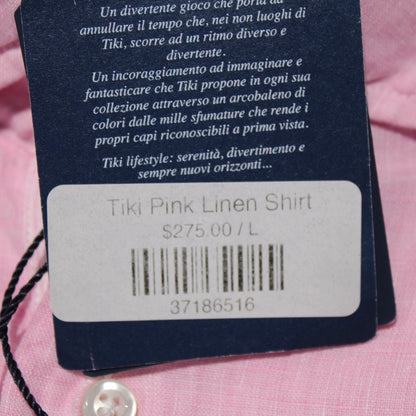 Un divertente gioco che porta ad
annullare il tempo che, nei non luoghi di
Tiki, scorre ad un ritmo diverso e
divertente.
Un incoraggiamento ad immaginare e
fantasticare che Tiki propone in ogni sua
collezione attraverso un arcobaleno di
colori dalle mille sfumature che rende i
propri capi riconoscibili a prima vista.
Tiki lifestyle: serenità, divertimento e
sempre nuovi orizzonti...
Tiki Pink Linen Shirt
$275.00 / L
37186516